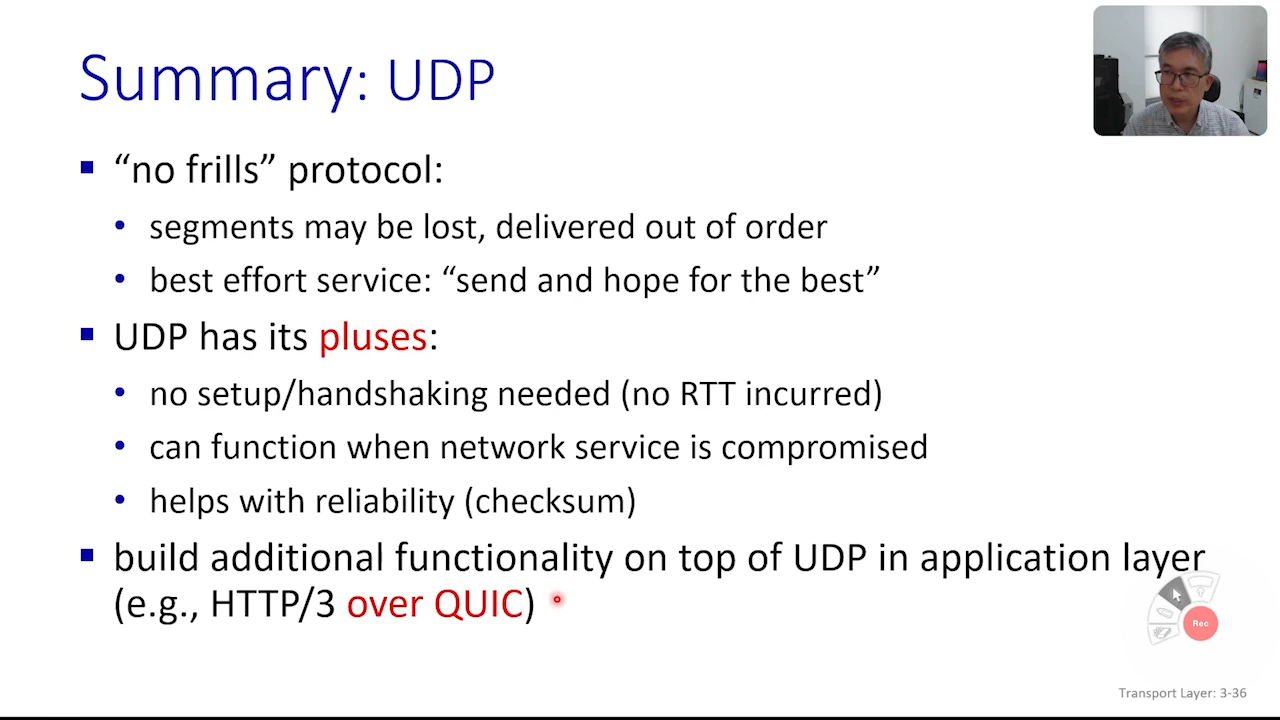 Summary: UDP
▪ “no frills” protocol:
• segments may be lost, delivered out of order
• best effort service: “send and hope for the best”
▪ UDP has its pluses:
• no setup/handshaking needed (no RTT incurred)
• can function when network service is compromised
• helps with reliability (checksum)
▪ build additional functionality on top of UDP in application layer
(e.g., HTTP/3 over QUIC)
Rec
Transport Layer: 3-36